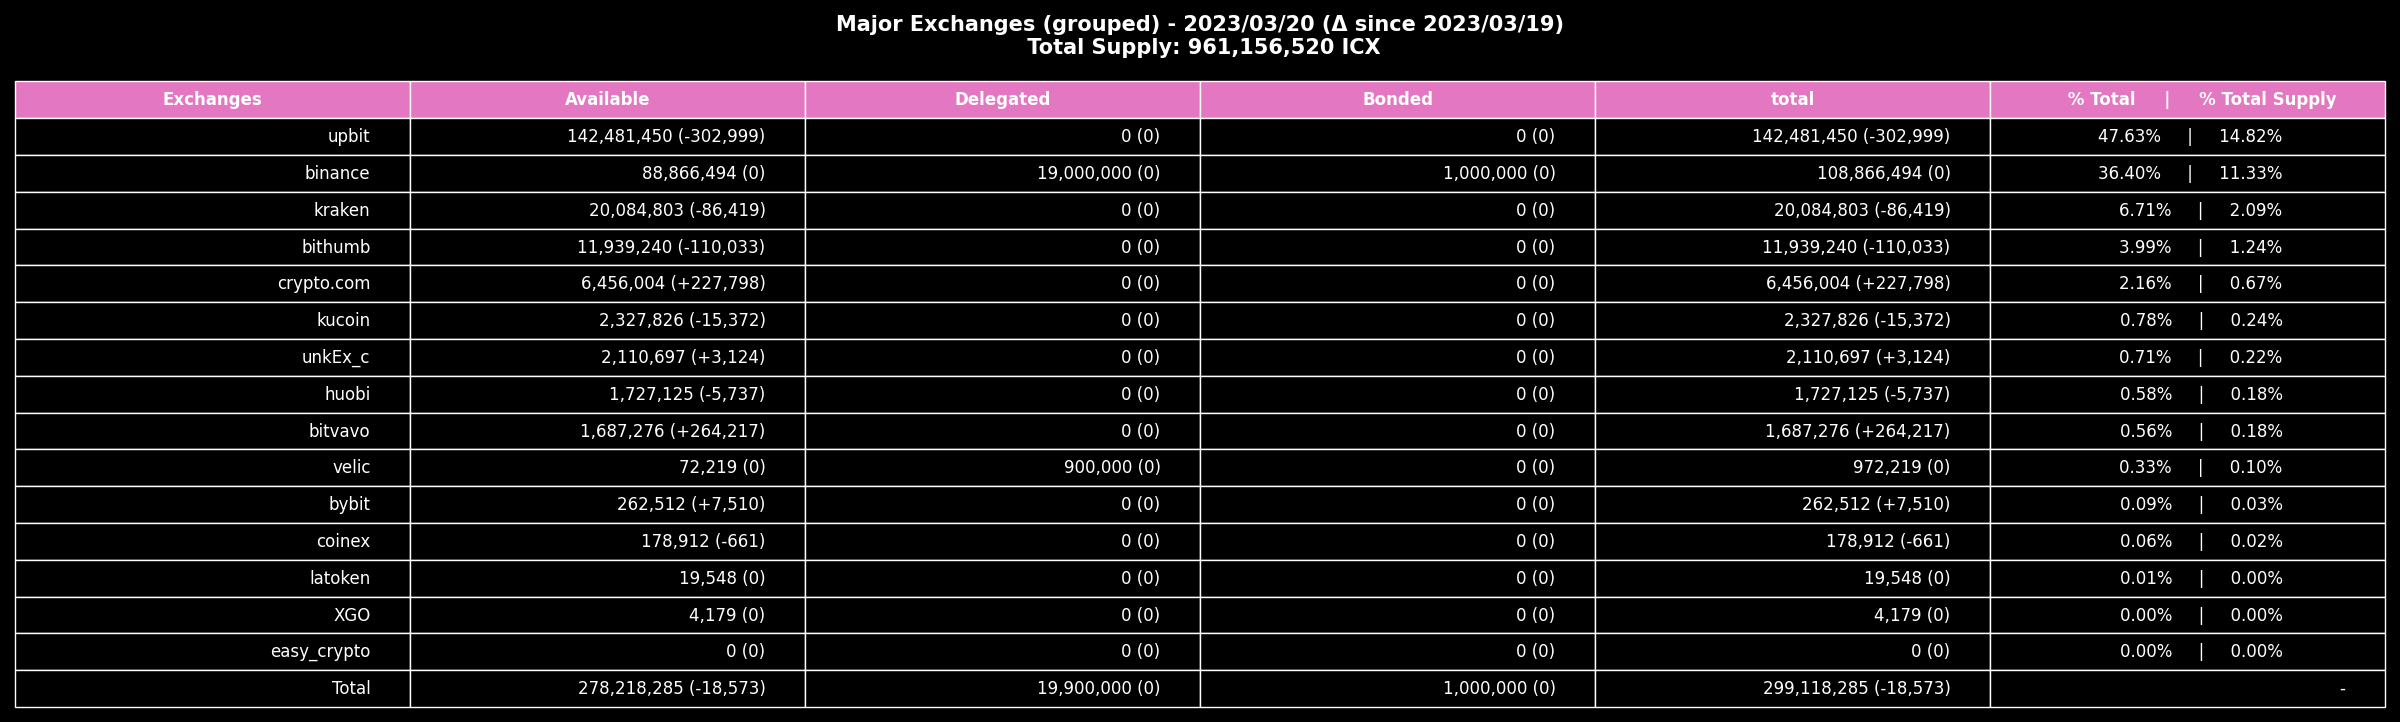 Major Exchanges (grouped) - 2023/03/20 (Δ since 2023/03/19)
Total Supply: 961,156,520 ICX
Exchanges Available Delegated Bonded total % Total | % Total Supply
upbit 142,481,450 (-302,999) 0 (0) 0 (0) 142,481,450 (-302,999) 47.63% | 14.82%
binance 88,866,494 (0) 19,000,000 (0) 1,000,000 (0) 108,866,494 (0) 36.40% | 11.33%
kraken 20,084,803 (-86,419) 0 (0) 0 (0) 20,084,803 (-86,419) 6.71% | 2.09%
bithumb 11,939,240 (-110,033) 0 (0) 0 (0) 11,939,240 (-110,033) 3.99% | 1.24%
crypto.com 6,456,004 (+227,798) 0 (0) 0 (0) 6,456,004 (+227,798) 2.16% | 0.67%
kucoin 2,327,826 (-15,372) 0 (0) 0 (0) 2,327,826 (-15,372) 0.78% | 0.24%
unkEx_c 2,110,697 (+3,124) 0 (0) 0 (0) 2,110,697 (+3,124) 0.71% | 0.22%
huobi 1,727,125 (-5,737) 0 (0) 0 (0) 1,727,125 (-5,737) 0.58% | 0.18%
bitvavo 1,687,276 (+264,217) 0 (0) 0 (0) 1,687,276 (+264,217) 0.56% | 0.18%
velic 72,219 (0) 900,000 (0) 0 (0) 972,219 (0) 0.33% | 0.10%
bybit 262,512 (+7,510) 0 (0) 0 (0) 262,512 (+7,510) 0.09% | 0.03%
coinex 178,912 (-661) 0 (0) 0 (0) 178,912 (-661) 0.06% | 0.02%
latoken 19,548 (0) 0 (0) 0 (0) 19,548 (0) 0.01% | 0.00%
XGO 4,179 (0) 0 (0) 0 (0) 4,179 (0) 0.00% | 0.00%
easy_crypto 0 (0) 0 (0) 0 (0) 0 (0) 0.00% | 0.00%
Total 278,218,285 (-18,573) 19,900,000 (0) 1,000,000 (0) 299,118,285 (-18,573) -